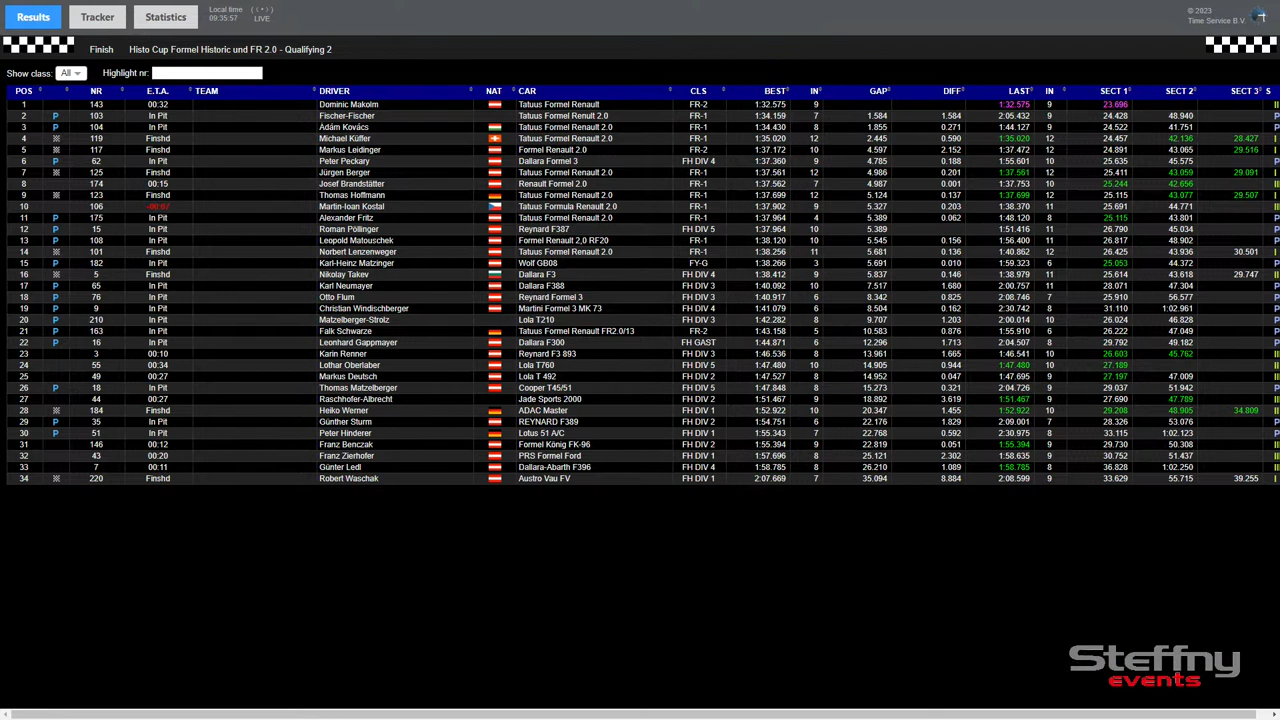 Results Tracker Statistics Local time 09:35:57 LIVE © 2023 Time Service B.V.
Finish Histo Cup Formel Historic und FR 2.0 - Qualifying 2
Show class: All Highlight nr:
POS NR E.T.A. TEAM DRIVER NAT CAR CLS BEST IN GAP DIFF LAST IN SECT 1 SECT 2 SECT 3 S
1 143 00:32 Dominic Makolm Tatuus Formel Renault FR-2 1:32.575 9 1:32.575 9 23.696
2 P 103 In Pit Fischer-Fischer Tatuus Formel Renult 2.0 FR-1 1:34.159 7 1.584 1.584 2:05.432 9 24.428 48.940 P
3 P 104 In Pit Ádám Kovács Tatuus Formel Renault 2.0 FR-1 1:34.430 8 1.855 0.271 1:44.127 9 24.522 41.751 P
4 119 Finshd Michael Küffer Tatuus Formel Renault 2.0 FR-1 1:35.020 12 2.445 0.590 1:35.020 12 24.457 42.136 28.427 I
5 117 Finshd Markus Leidinger Formel Renault 2.0 FR-1 1:37.172 10 4.597 2.152 1:37.472 12 24.891 43.065 29.516 I
6 P 62 In Pit Peter Peckary Dallara Formel 3 FH DIV 4 1:37.360 9 4.785 0.188 1:55.601 10 25.635 45.575 P
7 125 Finshd Jürgen Berger Tatuus Formel Renault 2.0 FR-1 1:37.561 12 4.986 0.201 1:37.561 12 25.411 43.059 29.091 I
8 174 00:15 Josef Brandstätter Renault Formel 2.0 FR-1 1:37.562 7 4.987 0.001 1:37.753 10 25.244 42.656
9 123 Finshd Thomas Hoffmann Tatuus Formel Renault 2.0 FR-1 1:37.699 12 5.124 0.137 1:37.699 12 25.115 43.077 29.507 I
10 106 -00:07 Martin-Ioan Kostal Tatuus Formula Renault 2.0 FR-1 1:37.902 9 5.327 0.203 1:38.370 11 25.691 44.771
11 P 175 In Pit Alexander Fritz Tatuus Formel Renault 2.0 FR-1 1:37.964 4 5.389 0.062 1:48.120 8 25.115 43.801 P
12 P 15 In Pit Roman Pöllinger Reynard F387 FH DIV 5 1:37.964 7 5.389 1:51.416 11 26.790 45.034 P
13 P 108 In Pit Leopold Matouschek Formel Renault 2,0 RF20 FR-1 1:38.120 10 5.545 0.156 1:56.400 11 26.817 48.902 P
14 101 Finshd Norbert Lenzenweger Tatuus Formel Renault 2.0 FR-1 1:38.256 11 5.681 0.136 1:40.862 12 26.425 43.936 30.501 I
15 P 182 In Pit Karl-Heinz Matzinger Wolf GB08 FY-G 1:38.266 3 5.691 0.010 1:59.323 6 25.053 44.372 P
16 5 Finshd Nikolay Takev Dallara F3 FH DIV 4 1:38.412 9 5.837 0.146 1:38.979 11 25.614 43.618 29.747
17 P 65 In Pit Karl Neumayer Dallara F388 FH DIV 4 1:40.092 10 7.517 1.680 2:00.757 11 28.071 47.304 P
18 P 76 In Pit Otto Flum Reynard Formel 3 FH DIV 4 1:40.917 6 8.342 0.825 2:08.746 7 25.910 56.574 P
19 P 9 In Pit Christian Windischberger Martini Formel 3 MK 73 FH DIV 4 1:41.079 8 8.504 0.162 2:30.742 8 31.110 1:02.961 P
20 P 210 In Pit Matzelberger-Strolz Lola T210 FH DIV 3 1:42.282 8 9.707 1.203 2:00.014 10 26.046 46.828 P
21 P 163 In Pit Falk Schwarze Tatuus Formel Renault FR2.0/13 FR-2 1:43.158 5 10.583 0.876 1:55.910 6 26.222 47.049 P
22 P 16 In Pit Leonhard Gappmayer Dallara F300 FH GAST 1:44.871 6 12.296 1.713 2:04.507 8 29.792 49.182 P
23 3 00:10 Karin Renner Reynard F3 893 FH DIV 3 1:46.536 8 13.961 1.665 1:46.541 10 26.603 45.762
24 55 00:34 Lothar Oberlaber Lola T760 FH DIV 5 1:47.480 10 14.905 0.944 1:47.480 10 27.189
25 49 00:27 Markus Deutsch Lola T 492 FH DIV 3 1:47.527 8 14.952 0.047 1:47.695 9 27.197 47.009
26 P 18 In Pit Thomas Matzelberger Cooper T45/51 FH DIV 5 1:47.848 8 15.273 0.321 2:04.726 9 29.037 51.942 P
27 44 00:27 Raschhofer-Albrecht Jade Sports 2000 FH DIV 2 1:51.467 9 18.892 3.619 1:51.467 9 27.690 47.789
28 184 Finshd Heiko Werner ADAC Master FH DIV 1 1:52.922 10 20.347 1.455 1:52.922 10 29.208 48.905 34.809
29 P 35 In Pit Günther Sturm REYNARD F389 FH DIV 2 1:54.751 6 22.176 1.828 2:09.001 7 28.326 53.076 P
30 P 51 In Pit Peter Hinderer Lotus 51 A/C FH DIV 1 1:55.343 7 22.768 0.592 2:30.975 8 33.115 1:02.123 P
31 146 00:12 Franz Benczak Formel König FK-96 FH DIV 2 1:55.394 9 22.819 0.051 1:55.394 9 29.730 50.308
32 43 00:20 Franz Zierhofer PRS Formel Ford FH DIV 1 1:57.696 8 25.121 2.302 1:58.635 9 30.752 51.437
33 7 00:11 Günter Ledl Dallara-Abarth F396 FH DIV 4 1:58.785 8 26.210 1.089 1:58.785 8 36.828 1:02.250
34 220 Finshd Robert Waschak Austro Vau FV FH DIV 1 2:07.669 7 35.094 8.884 2:08.599 9 33.629 55.715 39.255 I
Steffny
events